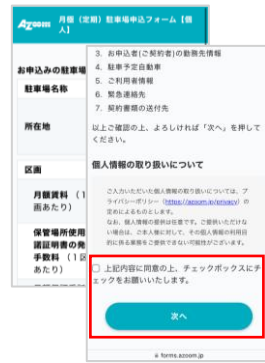 Azoom 月極（定期）駐車場申込フォーム【個
人】
お申込みの駐車場
駐車場名称
所在地
区画
月額賃料（1
画あたり）
保管場所使用
諾証明書の発
手数料（1区
あたり）
3. お申込者(ご契約者)の勤務先情報
4. 駐車予定自動車
5. ご利用者情報
6. 緊急連絡先
7. 契約書類の送付先
以上ご確認の上、よろしければ「次へ」を押して
ください。
個人情報の取り扱いについて
ご入力いただいた個人情報の取り扱いについては、プ
ライバシーポリシー（https://azoom.jp/privacy）の
定めによるものとします。
なお、個人情報の提供は任意です。ご提供いただけな
い場合は、ご本人様に対して、その個人情報の利用目
的に係る業務をご提供できない可能性がございます。
上記内容に同意の上、チェックボックスにチ
ェックをお願いいたします。
次へ
forms.azoom.jp